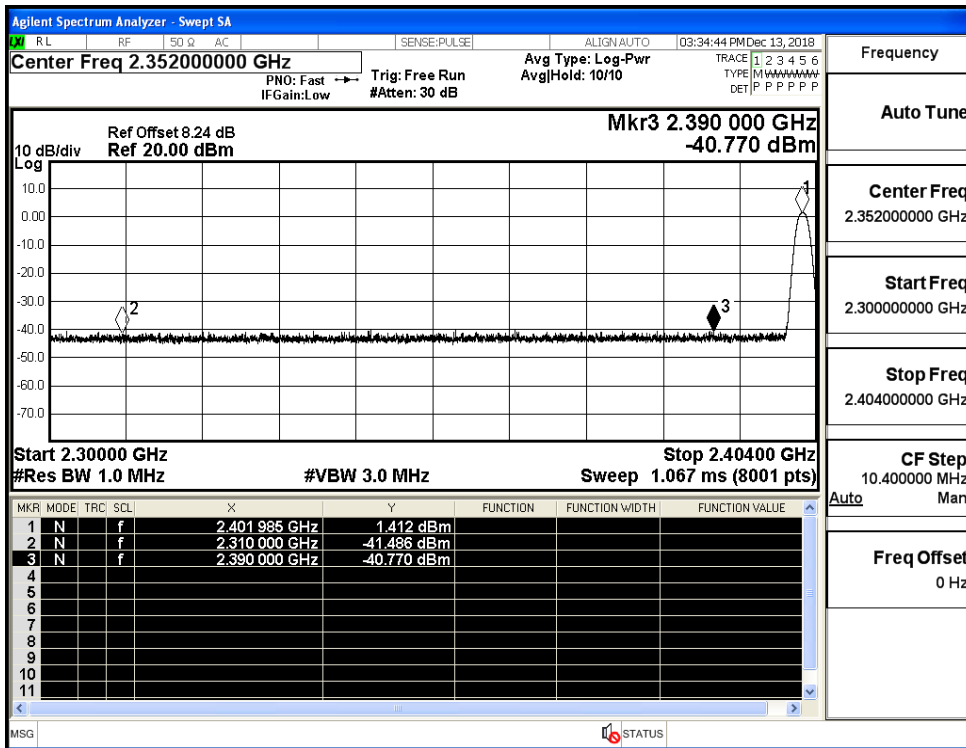 Agilent Spectrum Analyzer - Swept SA
LXI RL RF 50 Ω AC SENSE:PULSE ALIGN AUTO 03:34:44 PM Dec 13, 2018
Center Freq 2.352000000 GHz
PNO: Fast
IFGain:Low
Trig: Free Run
#Atten: 30 dB
Avg Type: Log-Pwr
Avg|Hold: 10/10
TRACE 1 2 3 4 5 6
TYPE M WWWWW
DET P P P P P P
Ref Offset 8.24 dB
10 dB/div Ref 20.00 dBm
Log
Mkr3 2.390 000 GHz
-40.770 dBm
10.0
0.00
-10.0
-20.0
-30.0
-40.0
-50.0
-60.0
-70.0
1
2
3
Start 2.30000 GHz Stop 2.40400 GHz
#Res BW 1.0 MHz #VBW 3.0 MHz Sweep 1.067 ms (8001 pts)
MKR MODE TRC SCL X Y FUNCTION FUNCTION WIDTH FUNCTION VALUE
1 N f 2.401 985 GHz 1.412 dBm
2 N f 2.310 000 GHz -41.486 dBm
3 N f 2.390 000 GHz -40.770 dBm
4
5
6
7
8
9
10
11
MSG STATUS
Frequency
Auto Tune
Center Freq
2.352000000 GHz
Start Freq
2.300000000 GHz
Stop Freq
2.404000000 GHz
CF Step
10.400000 MHz
Auto Man
Freq Offset
0 Hz